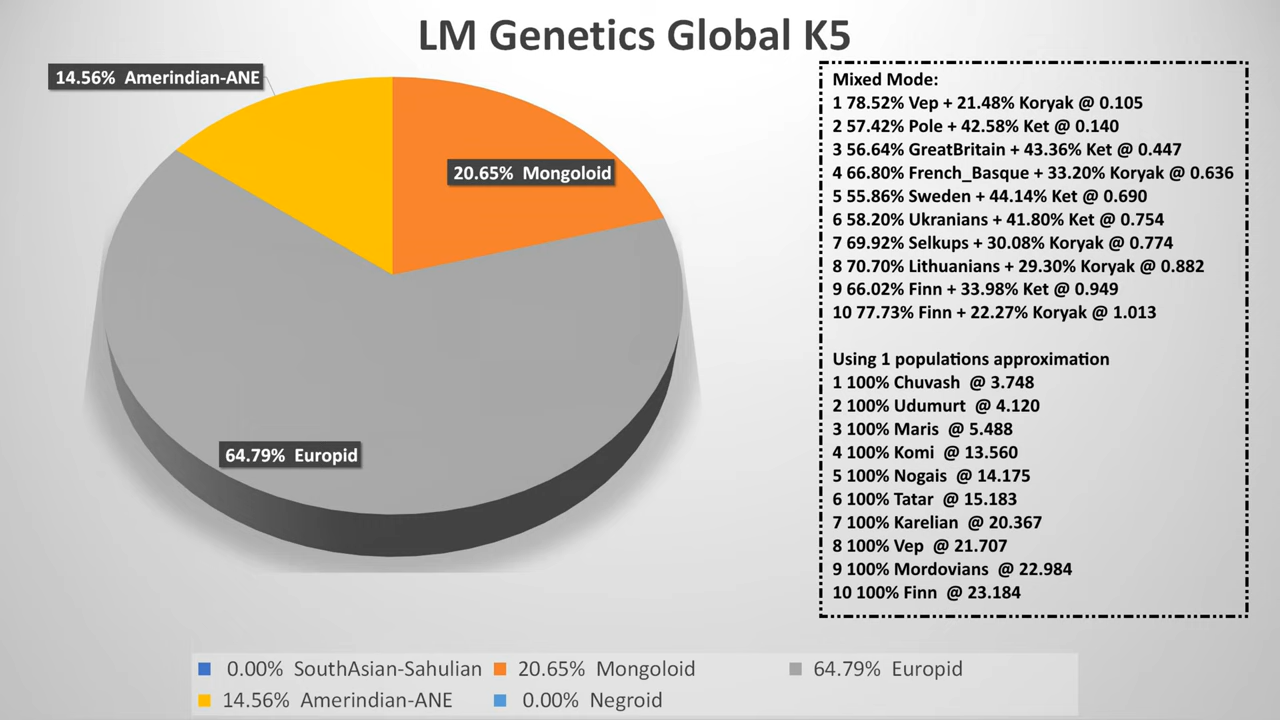 LM Genetics Global K5
14.56% Amerindian-ANE
20.65% Mongoloid
64.79% Europid
Mixed Mode:
1 78.52% Vep + 21.48% Koryak @ 0.105
2 57.42% Pole + 42.58% Ket @ 0.140
3 56.64% GreatBritain + 43.36% Ket @ 0.447
4 66.80% French_Basque + 33.20% Koryak @ 0.636
5 55.86% Sweden + 44.14% Ket @ 0.690
6 58.20% Ukranians + 41.80% Ket @ 0.754
7 69.92% Selkups + 30.08% Koryak @ 0.774
8 70.70% Lithuanians + 29.30% Koryak @ 0.882
9 66.02% Finn + 33.98% Ket @ 0.949
10 77.73% Finn + 22.27% Koryak @ 1.013
Using 1 populations approximation
1 100% Chuvash @ 3.748
2 100% Udumurt @ 4.120
3 100% Maris @ 5.488
4 100% Komi @ 13.560
5 100% Nogais @ 14.175
6 100% Tatar @ 15.183
7 100% Karelian @ 20.367
8 100% Vep @ 21.707
9 100% Mordovians @ 22.984
10 100% Finn @ 23.184
0.00% SouthAsian-Sahulian 20.65% Mongoloid 64.79% Europid
14.56% Amerindian-ANE 0.00% Negroid